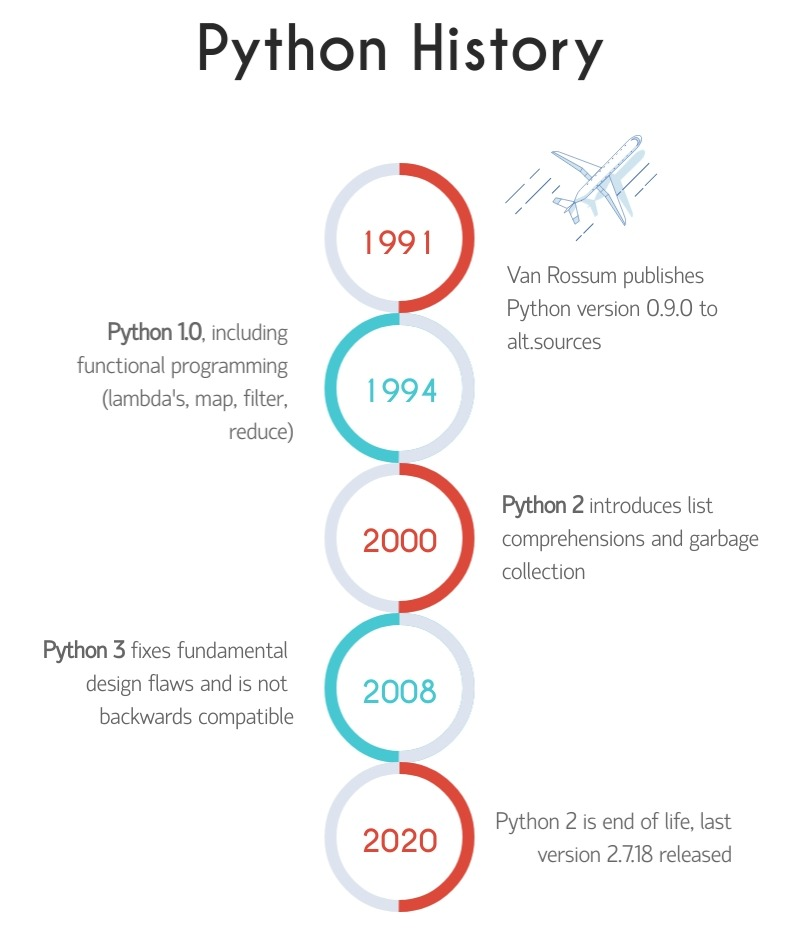 Python History
1991
Van Rossum publishes
Python version 0.9.0 to
alt.sources
Python 1.0, including
functional programming
(lambda's, map, filter,
reduce)
1994
2000
Python 2 introduces list
comprehensions and garbage
collection
Python 3 fixes fundamental
design flaws and is not
backwards compatible
2008
2020
Python 2 is end of life, last
version 2.7.18 released